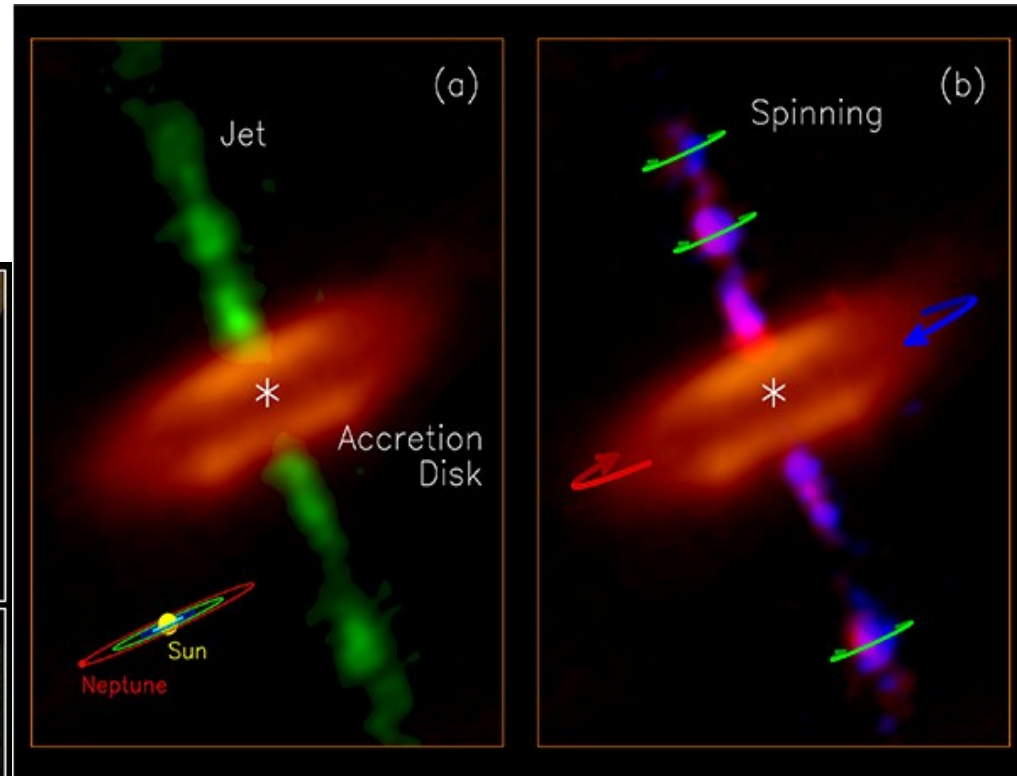 (a)
Jet
Accretion
Disk
Sun
Neptune
(b)
Spinning